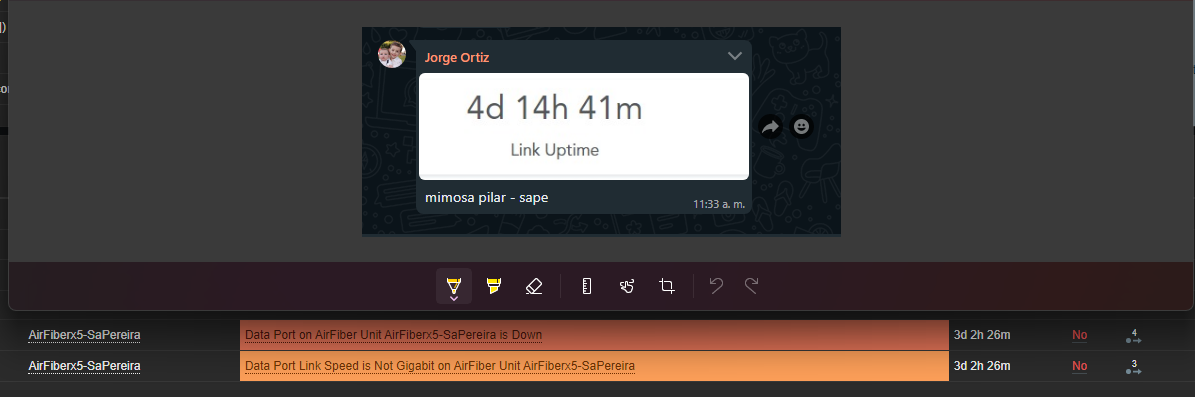 ])
cor
Jorge Ortiz
4d 14h 41m
Link Uptime
mimosa pilar - sape
11:33 a. m.
AirFiberx5-SaPereira Data Port on AirFiber Unit AirFiberx5-SaPereira is Down 3d 2h 26m No 4
AirFiberx5-SaPereira Data Port Link Speed is Not Gigabit on AirFiber Unit AirFiberx5-SaPereira 3d 2h 26m No 3